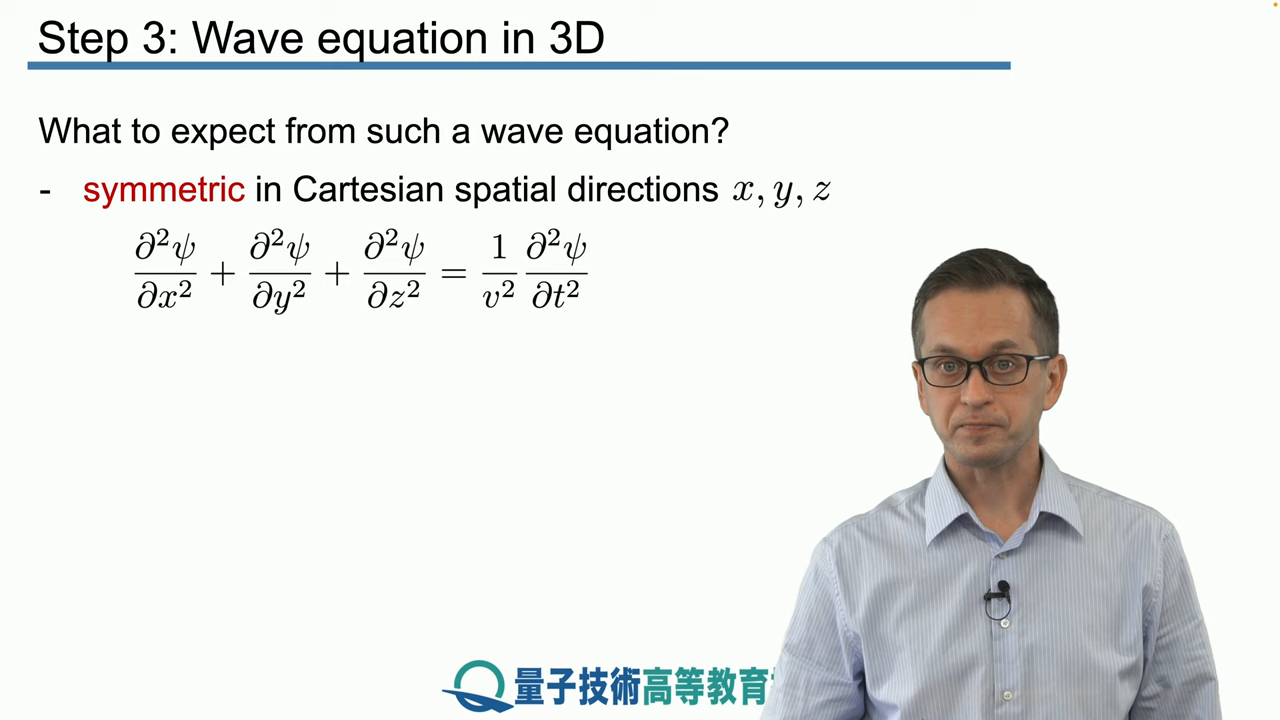 Step 3: Wave equation in 3D
What to expect from such a wave equation?
- symmetric in Cartesian spatial directions x, y, z
∂²ψ/∂x² + ∂²ψ/∂y² + ∂²ψ/∂z² = 1/v² ∂²ψ/∂t²
量子技術高等教育